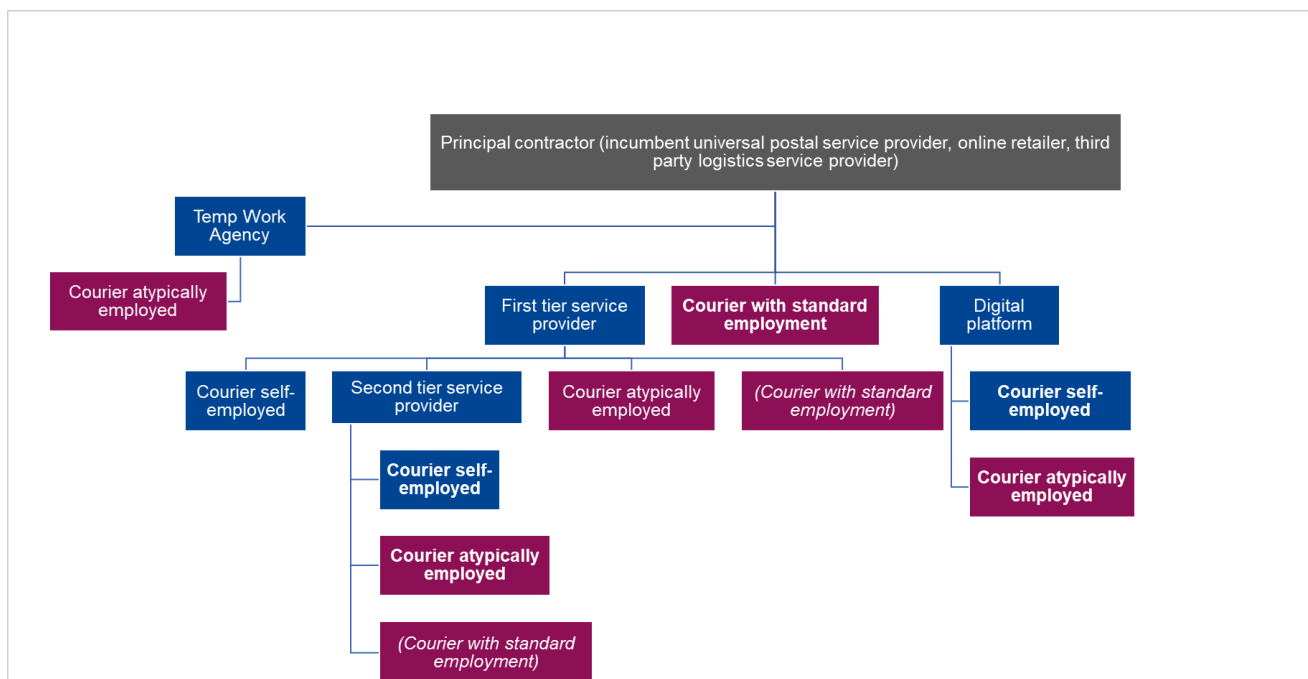 Principal contractor (incumbent universal postal service provider, online retailer, third
party logistics service provider)
Temp Work
Agency
Courier atypically
employed
First tier service
provider
Courier with standard
employment
Digital
platform
Courier self-
employed
Second tier service
provider
Courier atypically
employed
(Courier with standard
employment)
Courier self-
employed
Courier self-
employed
Courier atypically
employed
Courier atypically
employed
(Courier with standard
employment)